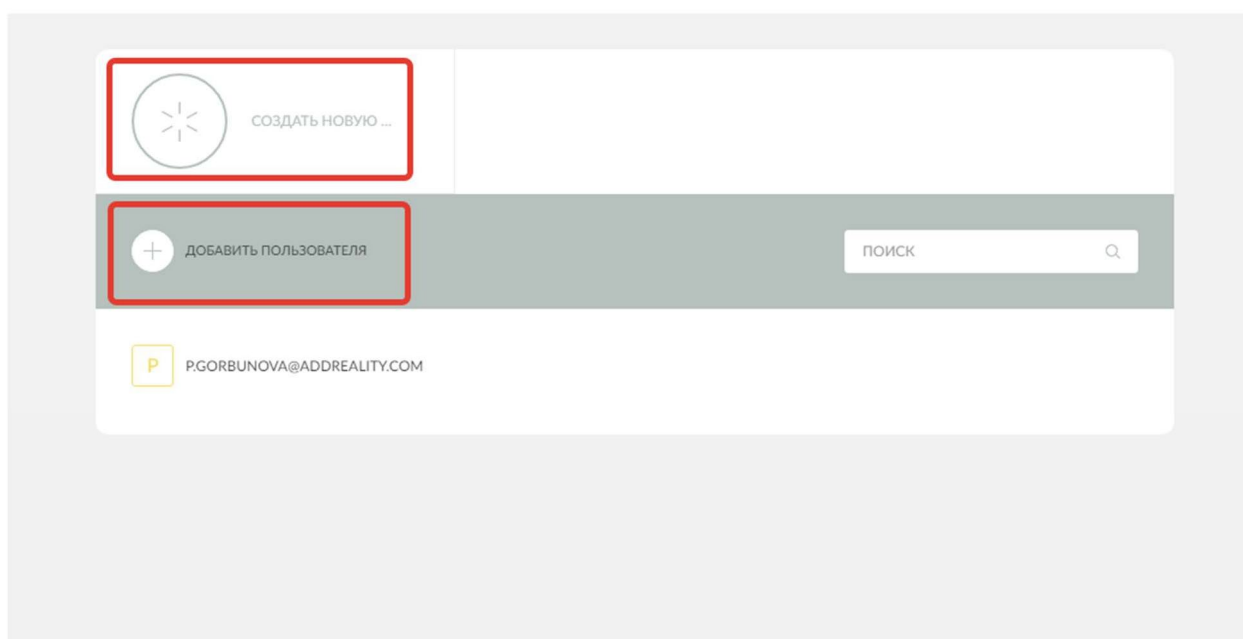 СОЗДАТЬ НОВУЮ ...
ДОБАВИТЬ ПОЛЬЗОВАТЕЛЯ
ПОИСК
P
P.GORBUNOVA@ADDREALITY.COM